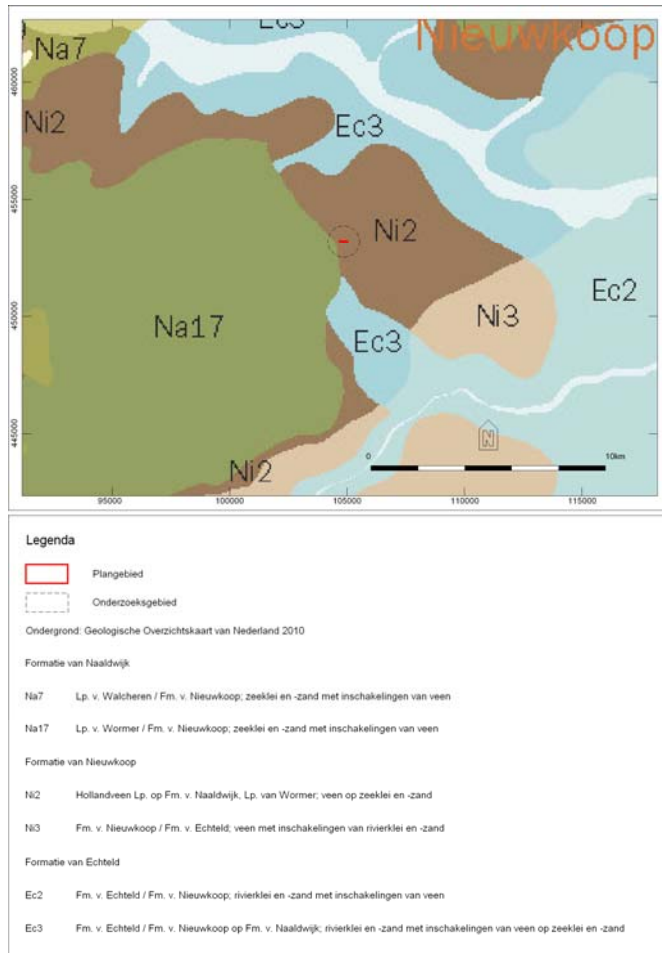 Ec3
Nieuwkoop
Na7
460000
Ni2
Ec3
455000
Ni2
Ec2
450000
Na17
Ni3
Ec3
445000
N
0
10km
Ni2
95000
100000
105000
110000
115000
Legenda
Plangebied
Onderzoeksgebied
Ondergrond: Geologische Overzichtskaart van Nederland 2010
Formatie van Naaldwijk
Na7 Lp. v. Walcheren / Fm. v. Nieuwkoop; zeeklei en -zand met inschakelingen van veen
Na17 Lp. v. Wormer / Fm. v. Nieuwkoop; zeeklei en -zand met inschakelingen van veen
Formatie van Nieuwkoop
Ni2 Hollandveen Lp. op Fm. v. Naaldwijk, Lp. van Wormer; veen op zeeklei en -zand
Ni3 Fm. v. Nieuwkoop / Fm. v. Echteld; veen met inschakelingen van rivierklei en -zand
Formatie van Echteld
Ec2 Fm. v. Echteld / Fm. v. Nieuwkoop; rivierklei en -zand met inschakelingen van veen
Ec3 Fm. v. Echteld / Fm. v. Nieuwkoop op Fm. v. Naaldwijk; rivierklei en -zand met inschakelingen van veen op zeeklei en -zand